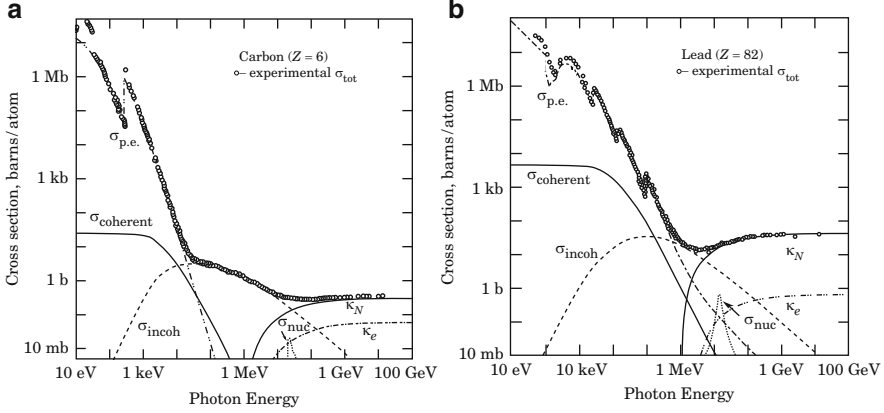 a
Carbon (Z = 6)
o– experimental σtot
Cross section, barns / atom
1 Mb
1 kb
1 b
10 mb
σp.e.
σcoherent
σincoh
σnuc
κN
κe
10 eV
1 keV
1 MeV
1 GeV
100 GeV
Photon Energy
b
Lead (Z = 82)
o– experimental σtot
Cross section, barns / atom
1 Mb
1 kb
1 b
10 mb
σp.e.
σcoherent
σincoh
σnuc
κN
κe
10 eV
10 keV
1 MeV
1 GeV
100 GeV
Photon Energy